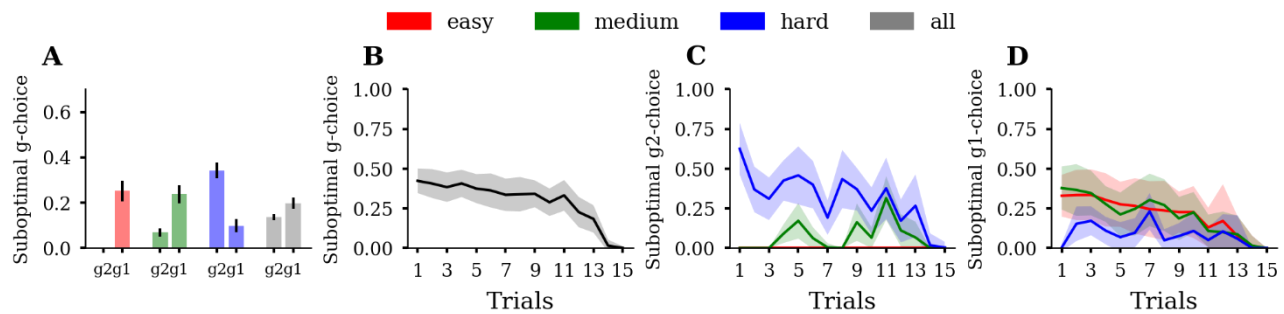 easy medium hard all
A B C D
Suboptimal g-choice
0.6
0.4
0.2
0.0
g2g1 g2g1 g2g1 g2g1
Suboptimal g-choice
1.00
0.75
0.50
0.25
0.00
1 3 5 7 9 11 13 15
Trials
Suboptimal g2-choice
1.00
0.75
0.50
0.25
0.00
1 3 5 7 9 11 13 15
Trials
Suboptimal g1-choice
1.00
0.75
0.50
0.25
0.00
1 3 5 7 9 11 13 15
Trials